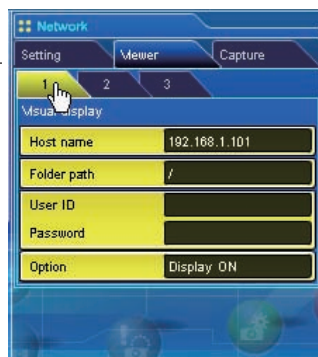 Network
Setting Viewer Capture
1 2 3
Visual display
Host name 192.168.1.101
Folder path /
User ID
Password
Option Display ON